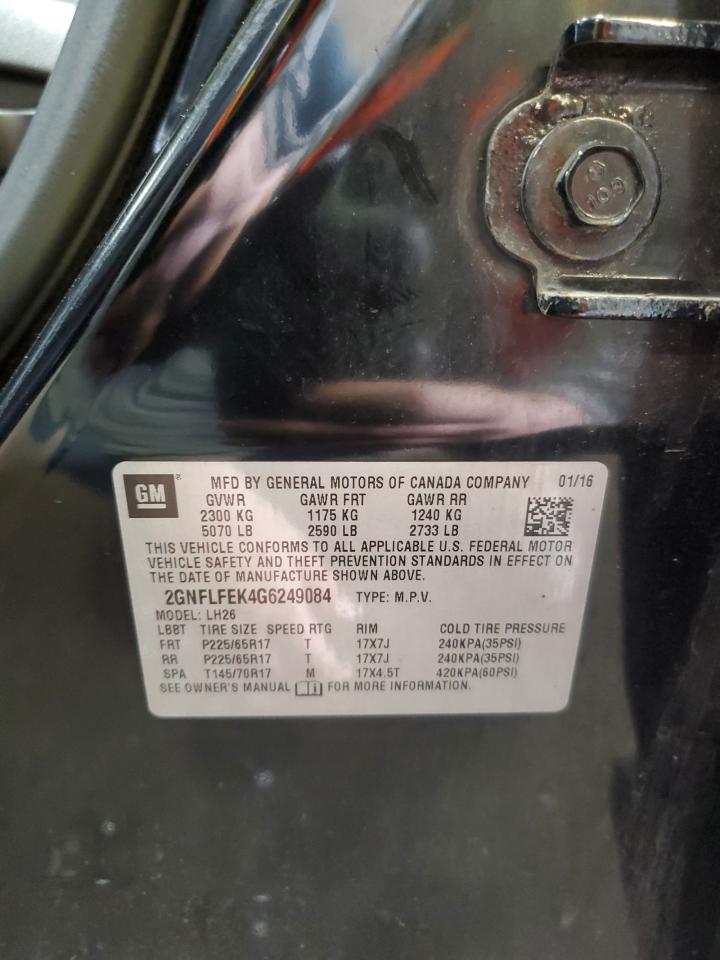 10.9
GM
MFD BY GENERAL MOTORS OF CANADA COMPANY 01/16
GVWR GAWR FRT GAWR RR
2300 KG 1175 KG 1240 KG
5070 LB 2590 LB 2733 LB
THIS VEHICLE CONFORMS TO ALL APPLICABLE U.S. FEDERAL MOTOR
VEHICLE SAFETY AND THEFT PREVENTION STANDARDS IN EFFECT ON
THE DATE OF MANUFACTURE SHOWN ABOVE.
2GNFLFEK4G6249084 TYPE: M.P.V.
MODEL: LH26
LBBT TIRE SIZE SPEED RTG RIM COLD TIRE PRESSURE
FRT P225/65R17 T 17X7J 240KPA(35PSI)
RR P225/65R17 T 17X7J 240KPA(35PSI)
SPA T145/70R17 M 17X4.5T 420KPA(60PSI)
SEE OWNER'S MANUAL FOR MORE INFORMATION.